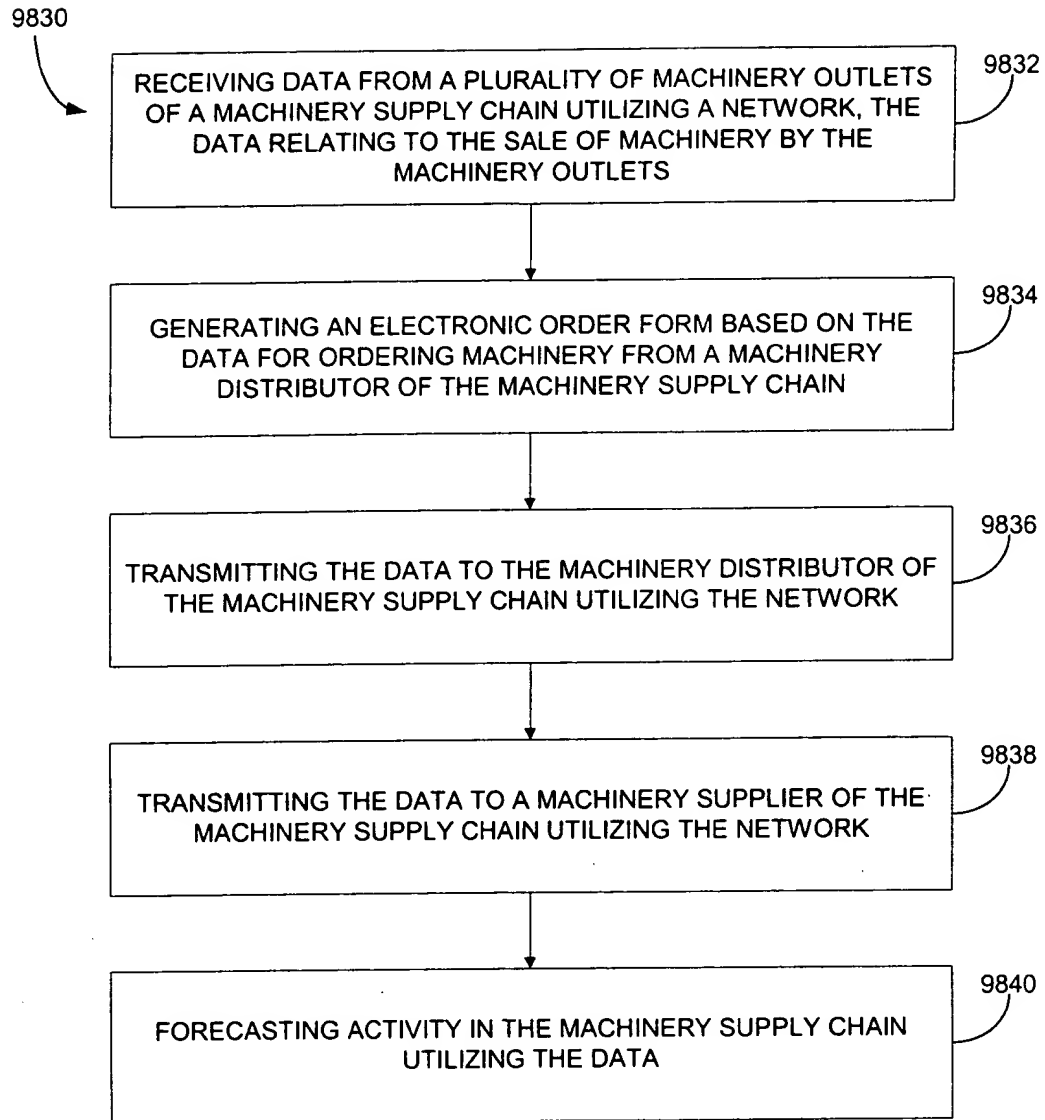 9830
RECEIVING DATA FROM A PLURALITY OF MACHINERY OUTLETS
OF A MACHINERY SUPPLY CHAIN UTILIZING A NETWORK, THE
DATA RELATING TO THE SALE OF MACHINERY BY THE
MACHINERY OUTLETS
9832
GENERATING AN ELECTRONIC ORDER FORM BASED ON THE
DATA FOR ORDERING MACHINERY FROM A MACHINERY
DISTRIBUTOR OF THE MACHINERY SUPPLY CHAIN
9834
TRANSMITTING THE DATA TO THE MACHINERY DISTRIBUTOR OF
THE MACHINERY SUPPLY CHAIN UTILIZING THE NETWORK
9836
TRANSMITTING THE DATA TO A MACHINERY SUPPLIER OF THE
MACHINERY SUPPLY CHAIN UTILIZING THE NETWORK
9838
FORECASTING ACTIVITY IN THE MACHINERY SUPPLY CHAIN
UTILIZING THE DATA
9840